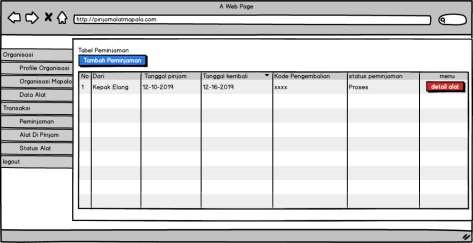 A Web Page
http://pinjamalatmapala.com
Organisasi
Profile Organisasi
Organisasi Mapala
Data Alat
Transaksi
Peminjaman
Alat Di Pinjam
Status Alat
logout
Tabel Peminjaman
Tambah Peminjaman
No Dari Tanggal pinjam Tanggal kembali Kode Pengembalian status peminjaman menu
1 Kepak Elang 12-10-2019 12-16-2019 xxxx Proses detail alat